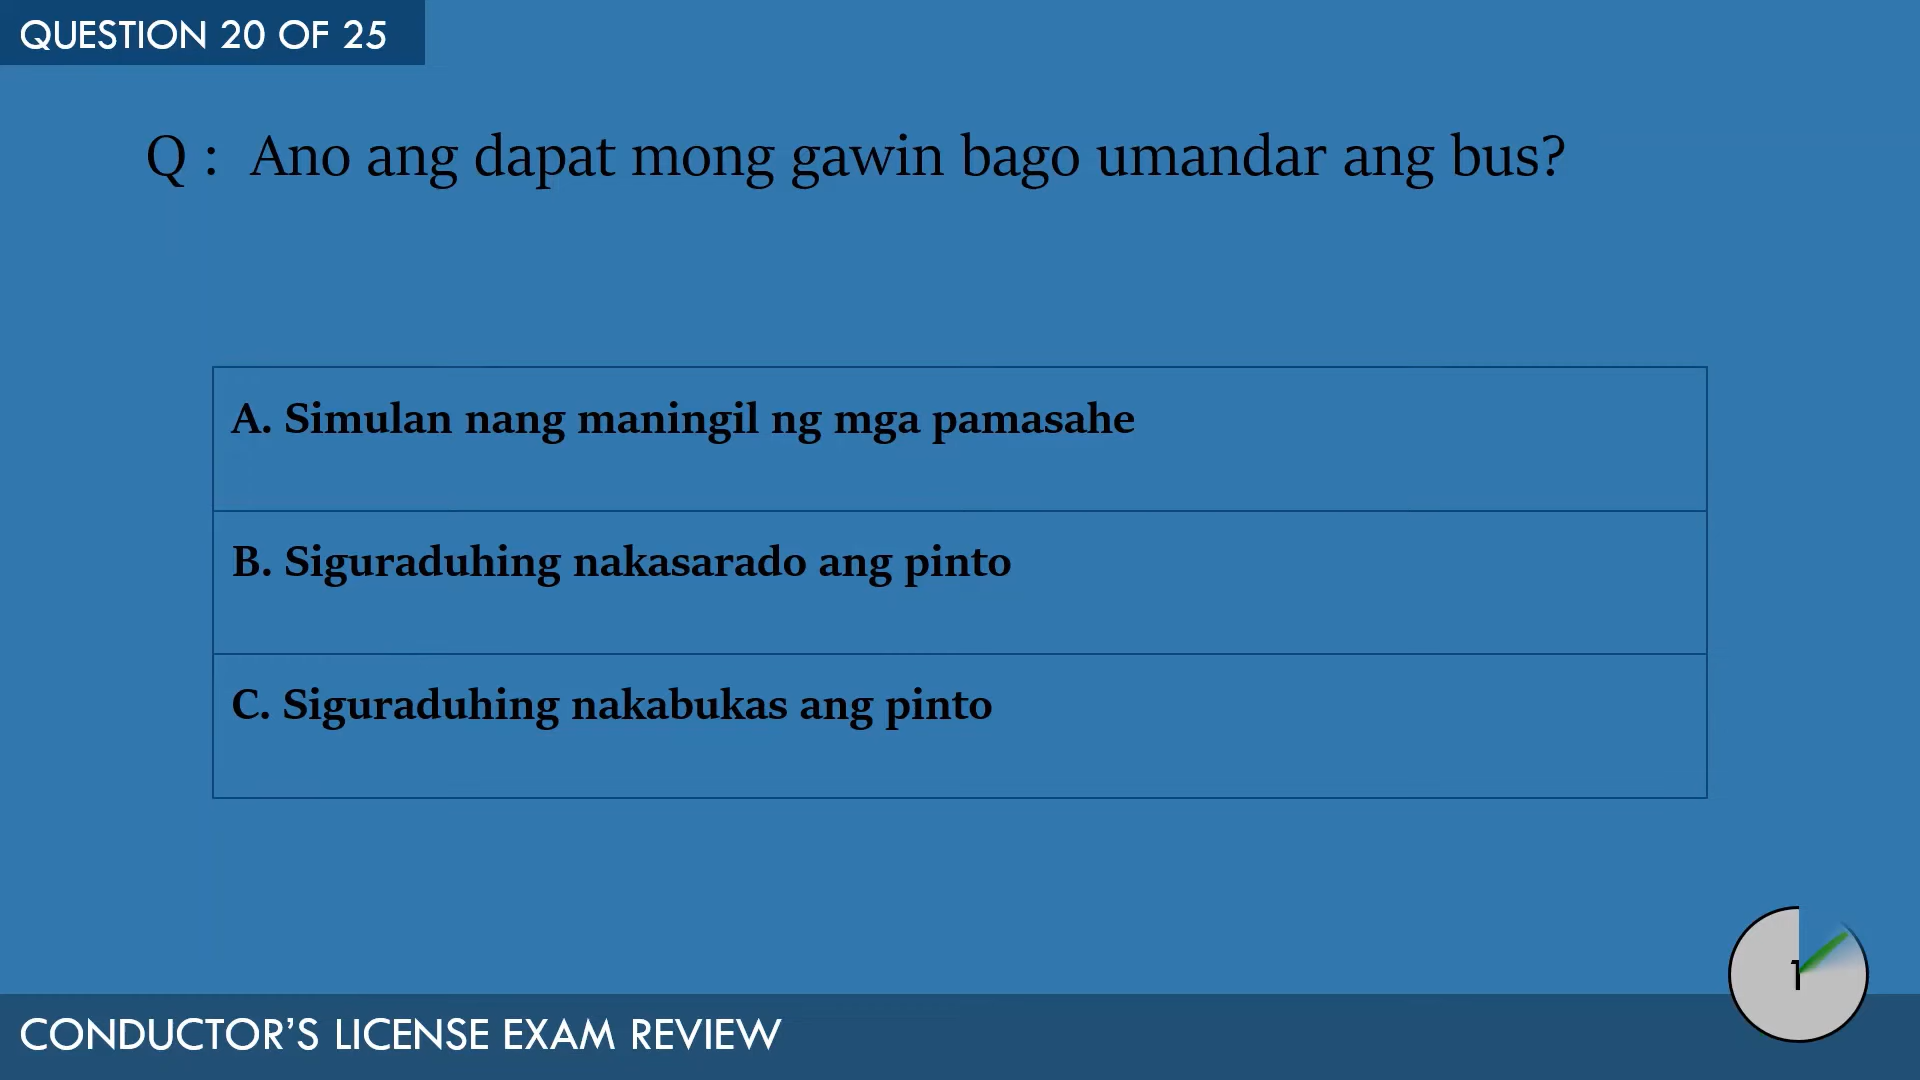 QUESTION 20 OF 25
Q : Ano ang dapat mong gawin bago umandar ang bus?
A. Simulan nang maningil ng mga pamasahe
B. Siguraduhing nakasarado ang pinto
C. Siguraduhing nakabukas ang pinto
1
CONDUCTOR’S LICENSE EXAM REVIEW